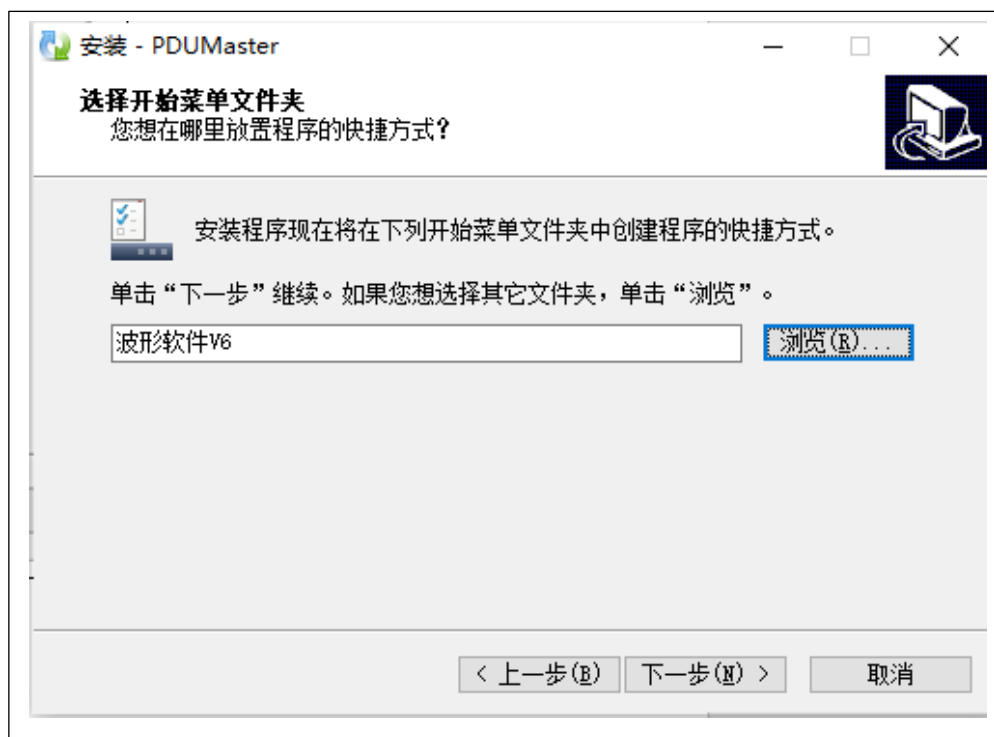 安装 - PDUMaster
选择开始菜单文件夹
您想在哪里放置程序的快捷方式？
安装程序现在将在下列开始菜单文件夹中创建程序的快捷方式。
单击“下一步”继续。如果您想选择其它文件夹，单击“浏览”。
波形软件V6
浏览(R)...
< 上一步(B)
下一步(N) >
取消